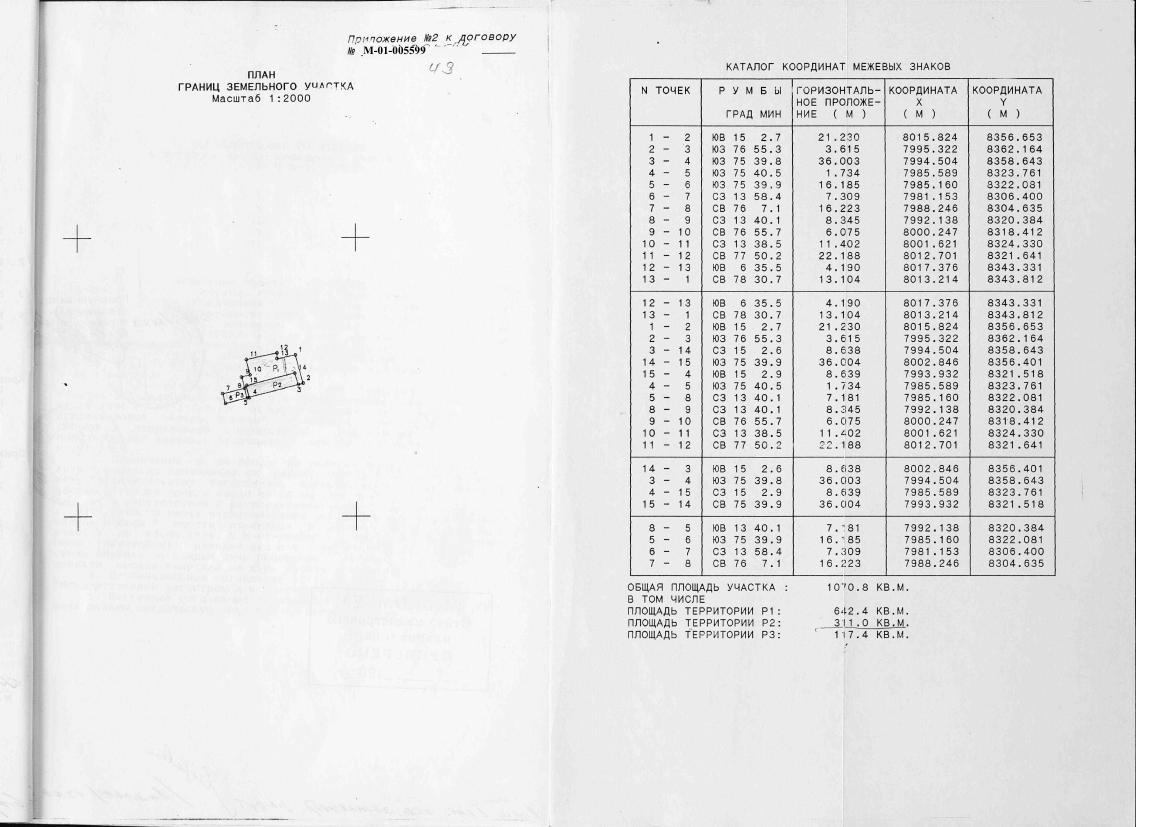 Приложение №2 к договору
№ М-01-005599
43
ПЛАН
ГРАНИЦ ЗЕМЕЛЬНОГО УЧАСТКА
Масштаб 1:2000
12
11 13 1
10 P1 14
9
8 15 P2 2
7 4 3
6 P3
5
КАТАЛОГ КООРДИНАТ МЕЖЕВЫХ ЗНАКОВ
N ТОЧЕК Р У М Б Ы ГОРИЗОНТАЛЬ- КООРДИНАТА КООРДИНАТА
НОЕ ПРОЛОЖЕ- X Y
ГРАД МИН НИЕ ( М ) ( М ) ( М )
1 - 2 ЮВ 15 2.7 21.230 8015.824 8356.653
2 - 3 ЮЗ 76 55.3 3.615 7995.322 8362.164
3 - 4 ЮЗ 75 39.8 36.003 7994.504 8358.643
4 - 5 ЮЗ 75 40.5 1.734 7985.589 8323.761
5 - 6 ЮЗ 75 39.9 16.185 7985.160 8322.081
6 - 7 СЗ 13 58.4 7.309 7981.153 8306.400
7 - 8 СВ 76 7.1 16.223 7988.246 8304.635
8 - 9 СЗ 13 40.1 8.345 7992.138 8320.384
9 - 10 СВ 76 55.7 6.075 8000.247 8318.412
10 - 11 СЗ 13 38.5 11.402 8001.621 8324.330
11 - 12 СВ 77 50.2 22.188 8012.701 8321.641
12 - 13 ЮВ 6 35.5 4.190 8017.376 8343.331
13 - 1 СВ 78 30.7 13.104 8013.214 8343.812
12 - 13 ЮВ 6 35.5 4.190 8017.376 8343.331
13 - 1 СВ 78 30.7 13.104 8013.214 8343.812
1 - 2 ЮВ 15 2.7 21.230 8015.824 8356.653
2 - 3 ЮЗ 76 55.3 3.615 7995.322 8362.164
3 - 14 СЗ 15 2.6 8.638 7994.504 8358.643
14 - 15 ЮЗ 75 39.9 36.004 8002.846 8356.401
15 - 4 ЮВ 15 2.9 8.639 7993.932 8321.518
4 - 5 ЮЗ 75 40.5 1.734 7985.589 8323.761
5 - 8 СЗ 13 40.1 7.181 7985.160 8322.081
8 - 9 СЗ 13 40.1 8.345 7992.138 8320.384
9 - 10 СВ 76 55.7 6.075 8000.247 8318.412
10 - 11 СЗ 13 38.5 11.402 8001.621 8324.330
11 - 12 СВ 77 50.2 22.188 8012.701 8321.641
14 - 3 ЮВ 15 2.6 8.638 8002.846 8356.401
3 - 4 ЮЗ 75 39.8 36.003 7994.504 8358.643
4 - 15 СЗ 15 2.9 8.639 7985.589 8323.761
15 - 14 СВ 75 39.9 36.004 7993.932 8321.518
8 - 5 ЮВ 13 40.1 7.181 7992.138 8320.384
5 - 6 ЮЗ 75 39.9 16.185 7985.160 8322.081
6 - 7 СЗ 13 58.4 7.309 7981.153 8306.400
7 - 8 СВ 76 7.1 16.223 7988.246 8304.635
ОБЩАЯ ПЛОЩАДЬ УЧАСТКА : 1070.8 КВ.М.
В ТОМ ЧИСЛЕ
ПЛОЩАДЬ ТЕРРИТОРИИ P1: 642.4 КВ.М.
ПЛОЩАДЬ ТЕРРИТОРИИ P2: 311.0 КВ.М.
ПЛОЩАДЬ ТЕРРИТОРИИ P3: 117.4 КВ.М.